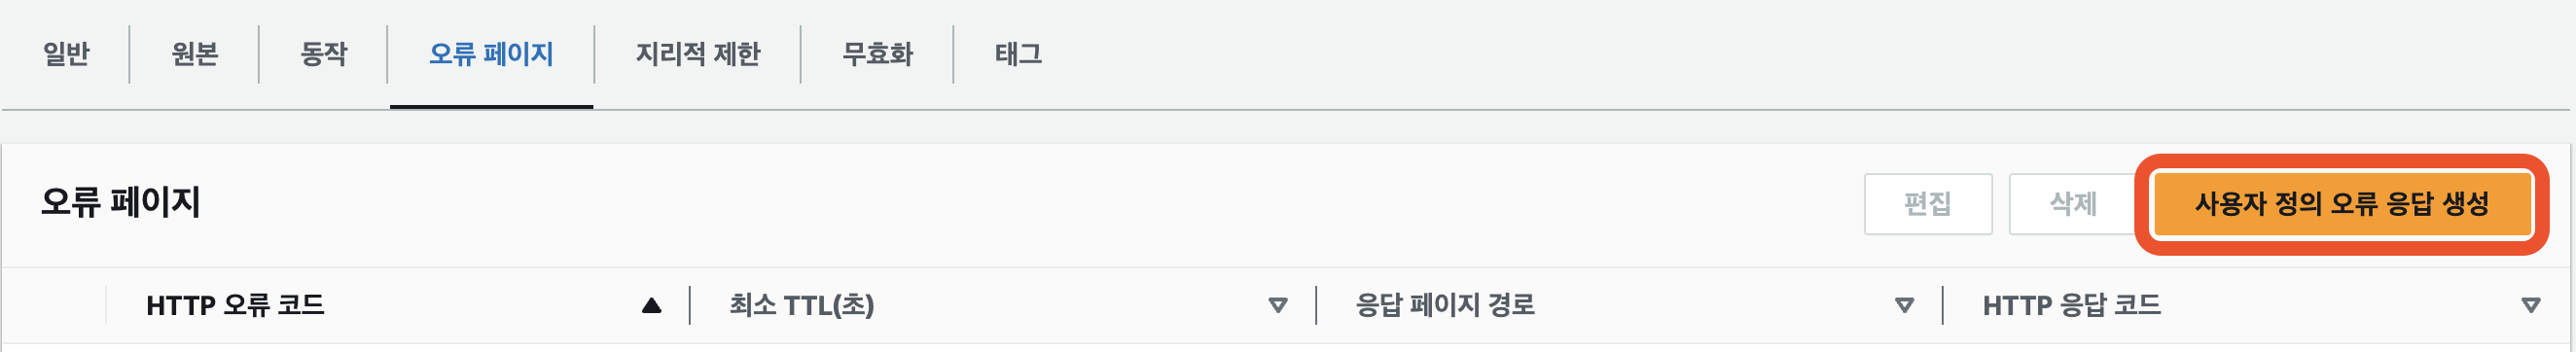 일반 원본 동작 오류 페이지 지리적 제한 무효화 태그
오류 페이지 편집 삭제 사용자 정의 오류 응답 생성
HTTP 오류 코드 최소 TTL(초) 응답 페이지 경로 HTTP 응답 코드